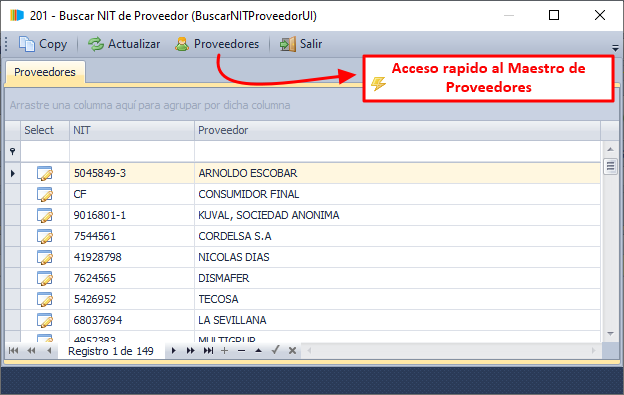 201 - Buscar NIT de Proveedor (BuscarNITProveedorUI)
Copy Actualizar Proveedores Salir
Acceso rapido al Maestro de
Proveedores
Proveedores
Arrastre una columna aquí para agrupar por dicha columna
Select NIT Proveedor
5045849-3 ARNOLDO ESCOBAR
CF CONSUMIDOR FINAL
9016801-1 KUVAL, SOCIEDAD ANONIMA
7544561 CORDELSA S.A
41928798 NICOLAS DIAS
7624565 DISMAFER
5426952 TECOSA
68037694 LA SEVILLANA
4952383 MULTIGRUP
Registro 1 de 149